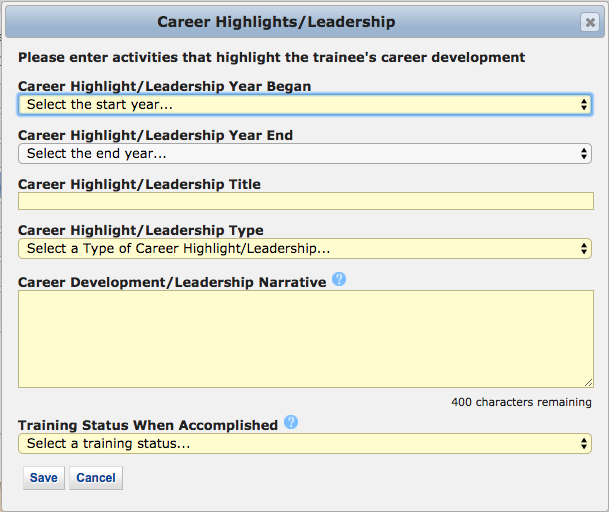 Career Highlights/Leadership
Please enter activities that highlight the trainee's career development
Career Highlight/Leadership Year Began
Select the start year...
Career Highlight/Leadership Year End
Select the end year...
Career Highlight/Leadership Title
Career Highlight/Leadership Type
Select a Type of Career Highlight/Leadership...
Career Development/Leadership Narrative ?
400 characters remaining
Training Status When Accomplished ?
Select a training status...
Save Cancel